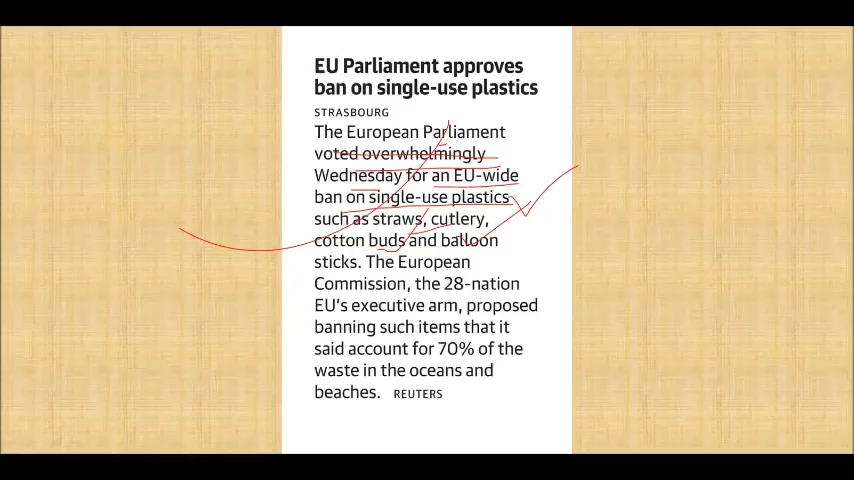 EU Parliament approves
ban on single-use plastics
STRASBOURG
The European Parliament
voted overwhelmingly
Wednesday for an EU-wide
ban on single-use plastics
such as straws, cutlery,
cotton buds and balloon
sticks. The European
Commission, the 28-nation
EU's executive arm, proposed
banning such items that it
said account for 70% of the
waste in the oceans and
beaches. REUTERS